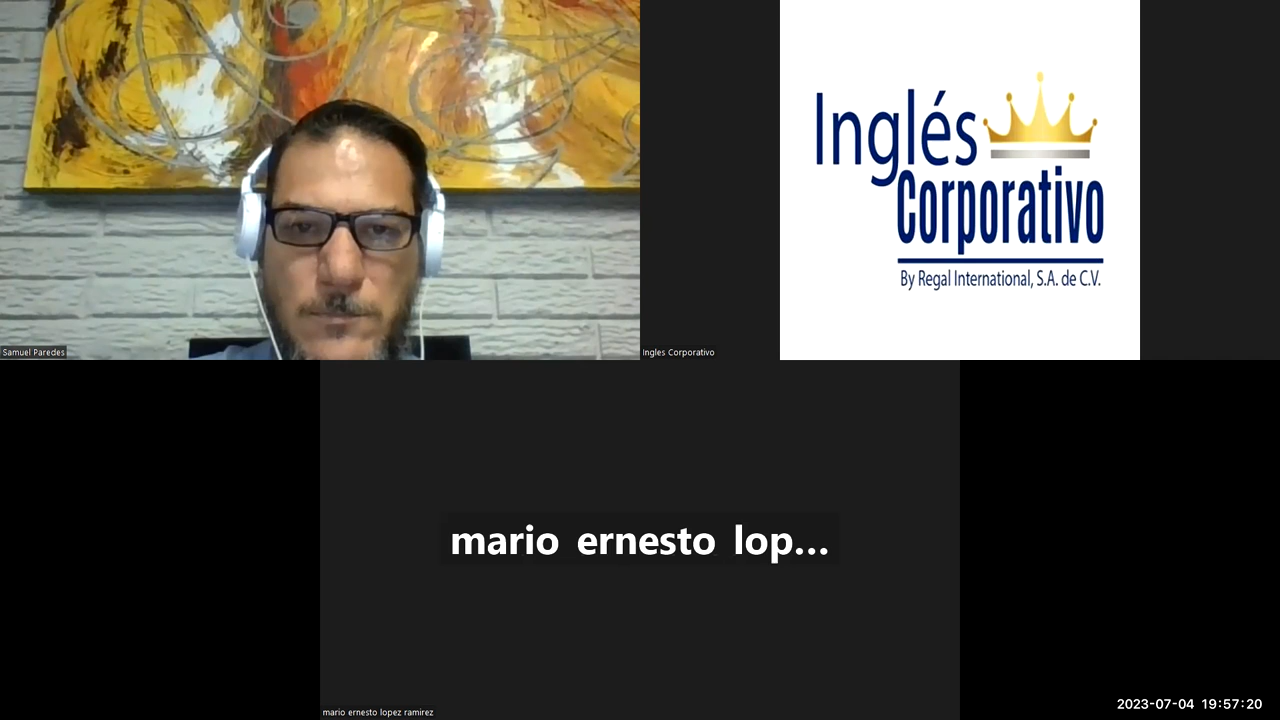 Inglés
Corporativo
By Regal International, S.A. de C.V.
Samuel Paredes
Ingles Corporativo
mario ernesto lop...
mario ernesto lopez ramirez
2023-07-04 19:57:20